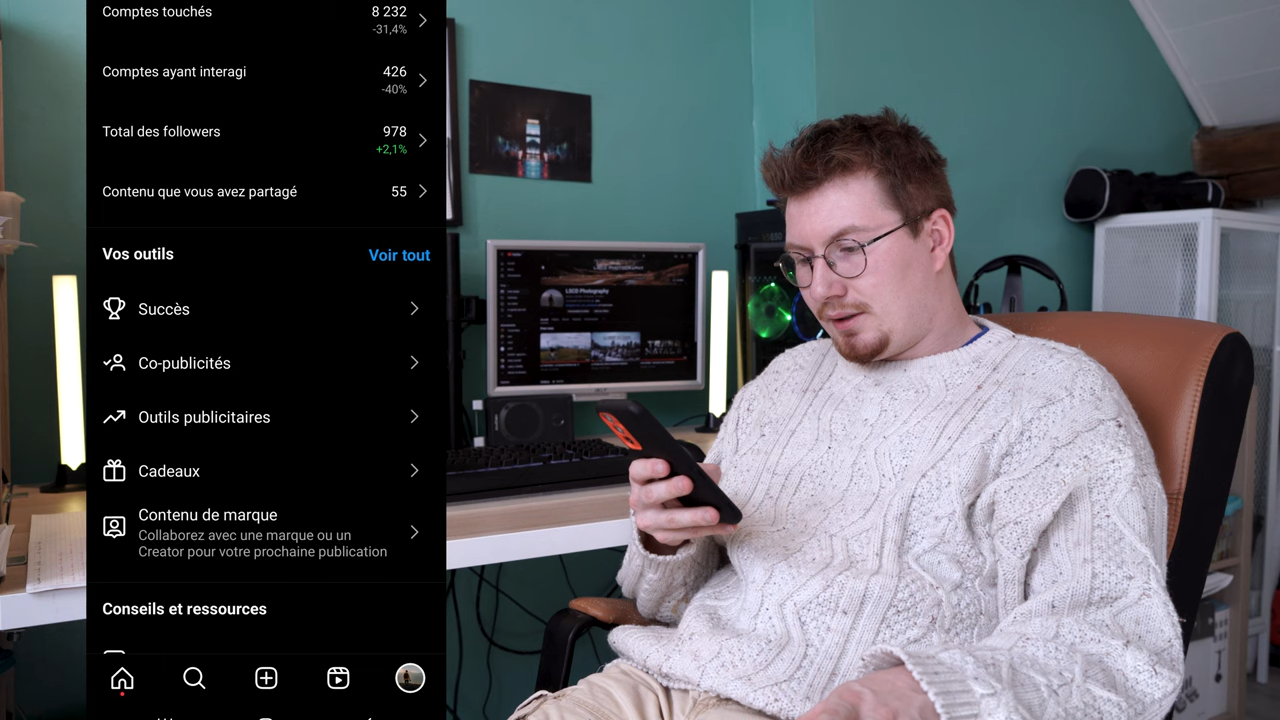 Comptes touchés
8 232
-31,4%
Comptes ayant interagi
426
-40%
Total des followers
978
+2,1%
Contenu que vous avez partagé
55
Vos outils
Voir tout
Succès
Co-publicités
Outils publicitaires
Cadeaux
Contenu de marque
Collaborez avec une marque ou un
Creator pour votre prochaine publication
Conseils et ressources
LSCD Photography